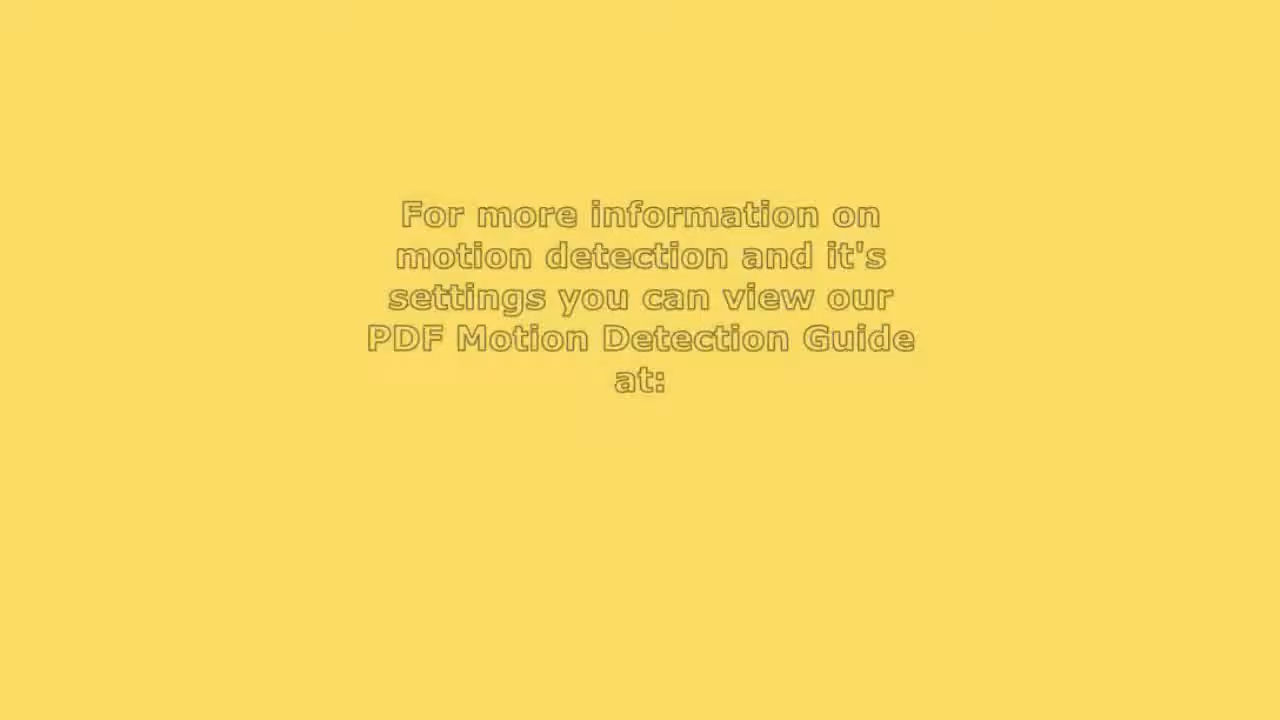 For more information on
motion detection and it's
settings you can view our
PDF Motion Detection Guide
at: